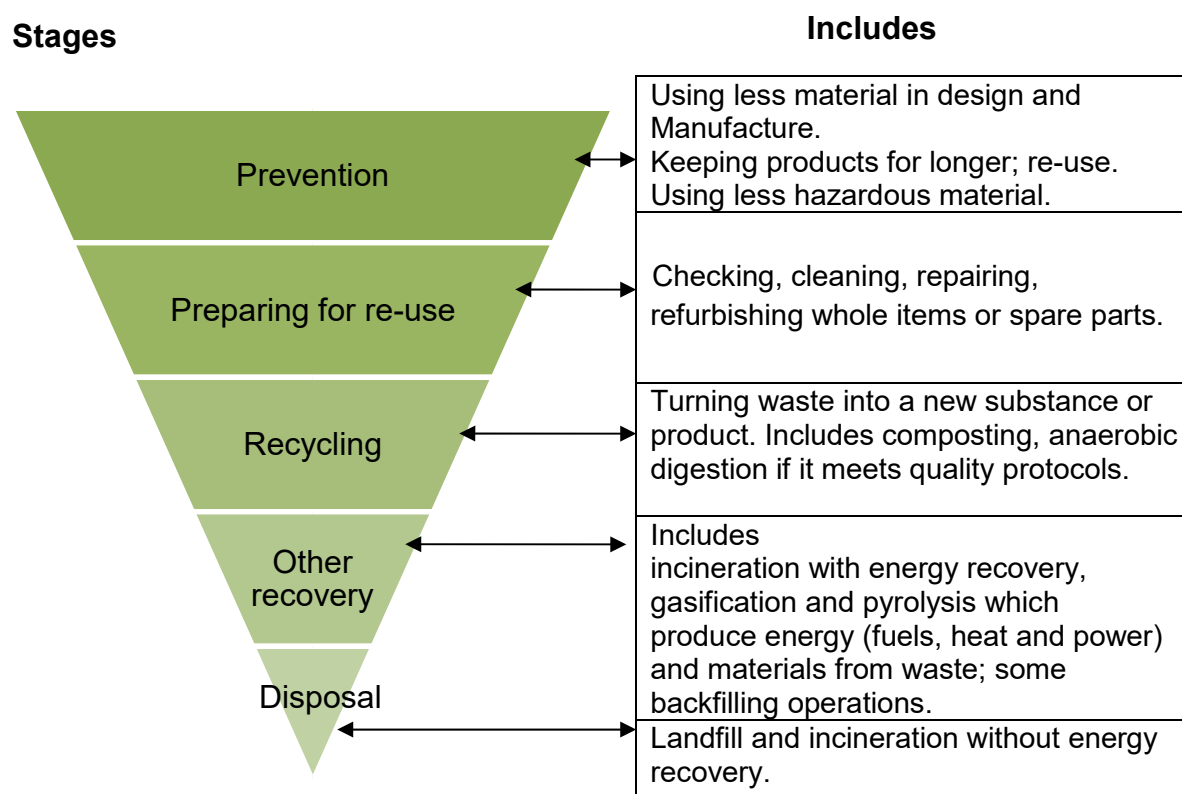 Stages
Includes
Prevention
Using less material in design and
Manufacture.
Keeping products for longer; re-use.
Using less hazardous material.
Preparing for re-use
Checking, cleaning, repairing,
refurbishing whole items or spare parts.
Recycling
Turning waste into a new substance or
product. Includes composting, anaerobic
digestion if it meets quality protocols.
Other
recovery
Includes
incineration with energy recovery,
gasification and pyrolysis which
produce energy (fuels, heat and power)
and materials from waste; some
backfilling operations.
Disposal
Landfill and incineration without energy
recovery.